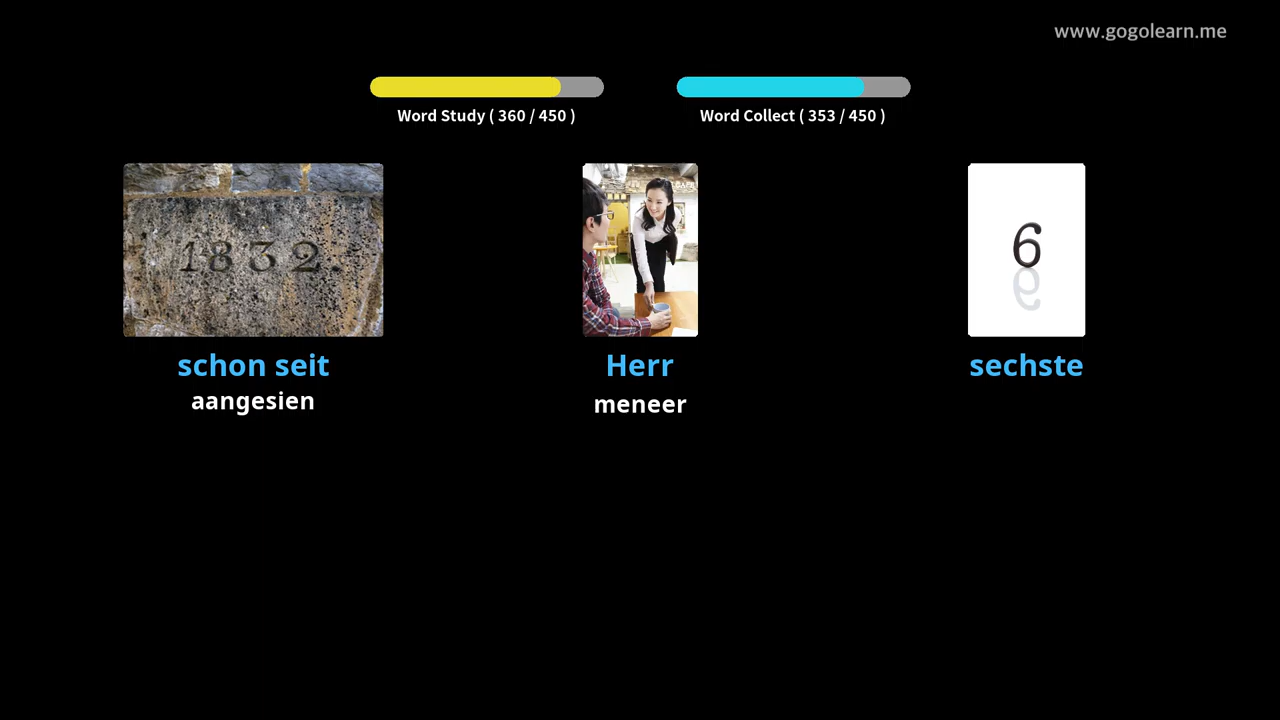 www.gogolearn.me
Word Study ( 360 / 450 )
Word Collect ( 353 / 450 )
1832.
6
schon seit
Herr
sechste
aangesien
meneer